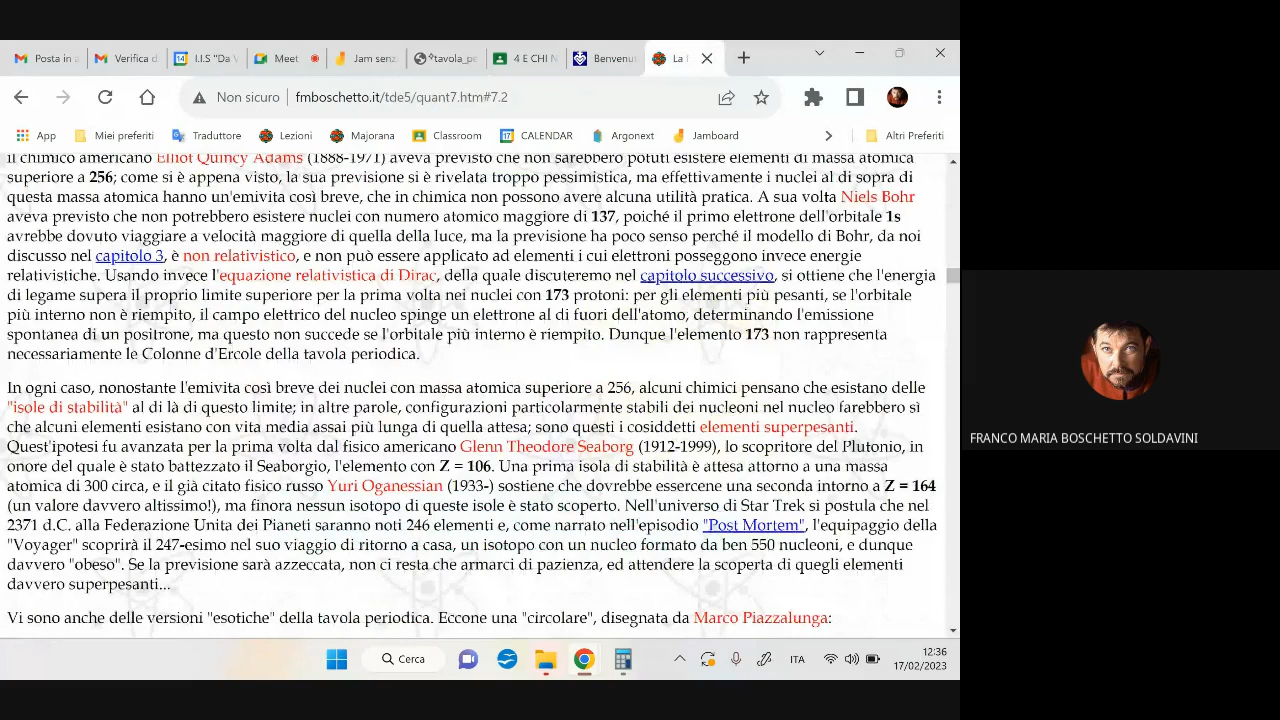 Posta in a
Verifica d
14
I.I.S "Da V
Meet
Jam senz
tavola_pe
4 E CHI N
Benvenut
La f
Non sicuro
fmboschetto.it/tde5/quant7.htm#7.2
App
Miei preferiti
Traduttore
Lezioni
Majorana
Classroom
17
CALENDAR
Argonext
Jamboard
Altri Preferiti
il chimico americano Elliot Quincy Adams (1888-1971) aveva previsto che non sarebbero potuti esistere elementi di massa atomica
superiore a 256; come si è appena visto, la sua previsione si è rivelata troppo pessimistica, ma effettivamente i nuclei al di sopra di
questa massa atomica hanno un'emivita così breve, che in chimica non possono avere alcuna utilità pratica. A sua volta Niels Bohr
aveva previsto che non potrebbero esistere nuclei con numero atomico maggiore di 137, poiché il primo elettrone dell'orbitale 1s
avrebbe dovuto viaggiare a velocità maggiore di quella della luce, ma la previsione ha poco senso perché il modello di Bohr, da noi
discusso nel capitolo 3, è non relativistico, e non può essere applicato ad elementi i cui elettroni posseggono invece energie
relativistiche. Usando invece l'equazione relativistica di Dirac, della quale discuteremo nel capitolo successivo, si ottiene che l'energia
di legame supera il proprio limite superiore per la prima volta nei nuclei con 173 protoni: per gli elementi più pesanti, se l'orbitale
più interno non è riempito, il campo elettrico del nucleo spinge un elettrone al di fuori dell'atomo, determinando l'emissione
spontanea di un positrone, ma questo non succede se l'orbitale più interno è riempito. Dunque l'elemento 173 non rappresenta
necessariamente le Colonne d'Ercole della tavola periodica.
In ogni caso, nonostante l'emivita così breve dei nuclei con massa atomica superiore a 256, alcuni chimici pensano che esistano delle
"isole di stabilità" al di là di questo limite; in altre parole, configurazioni particolarmente stabili dei nucleoni nel nucleo farebbero sì
che alcuni elementi esistano con vita media assai più lunga di quella attesa; sono questi i cosiddetti elementi superpesanti.
Quest'ipotesi fu avanzata per la prima volta dal fisico americano Glenn Theodore Seaborg (1912-1999), lo scopritore del Plutonio, in
onore del quale è stato battezzato il Seaborgio, l'elemento con Z = 106. Una prima isola di stabilità è attesa attorno a una massa
atomica di 300 circa, e il già citato fisico russo Yuri Oganessian (1933-) sostiene che dovrebbe essercene una seconda intorno a Z = 164
(un valore davvero altissimo!), ma finora nessun isotopo di queste isole è stato scoperto. Nell'universo di Star Trek si postula che nel
2371 d.C. alla Federazione Unita dei Pianeti saranno noti 246 elementi e, come narrato nell'episodio "Post Mortem", l'equipaggio della
"Voyager" scoprirà il 247-esimo nel suo viaggio di ritorno a casa, un isotopo con un nucleo formato da ben 550 nucleoni, e dunque
davvero "obeso". Se la previsione sarà azzeccata, non ci resta che armarci di pazienza, ed attendere la scoperta di quegli elementi
davvero superpesanti...
Vi sono anche delle versioni "esotiche" della tavola periodica. Eccone una "circolare", disegnata da Marco Piazzalunga:
Cerca
ITA
12:36
17/02/2023
FRANCO MARIA BOSCHETTO SOLDAVINI